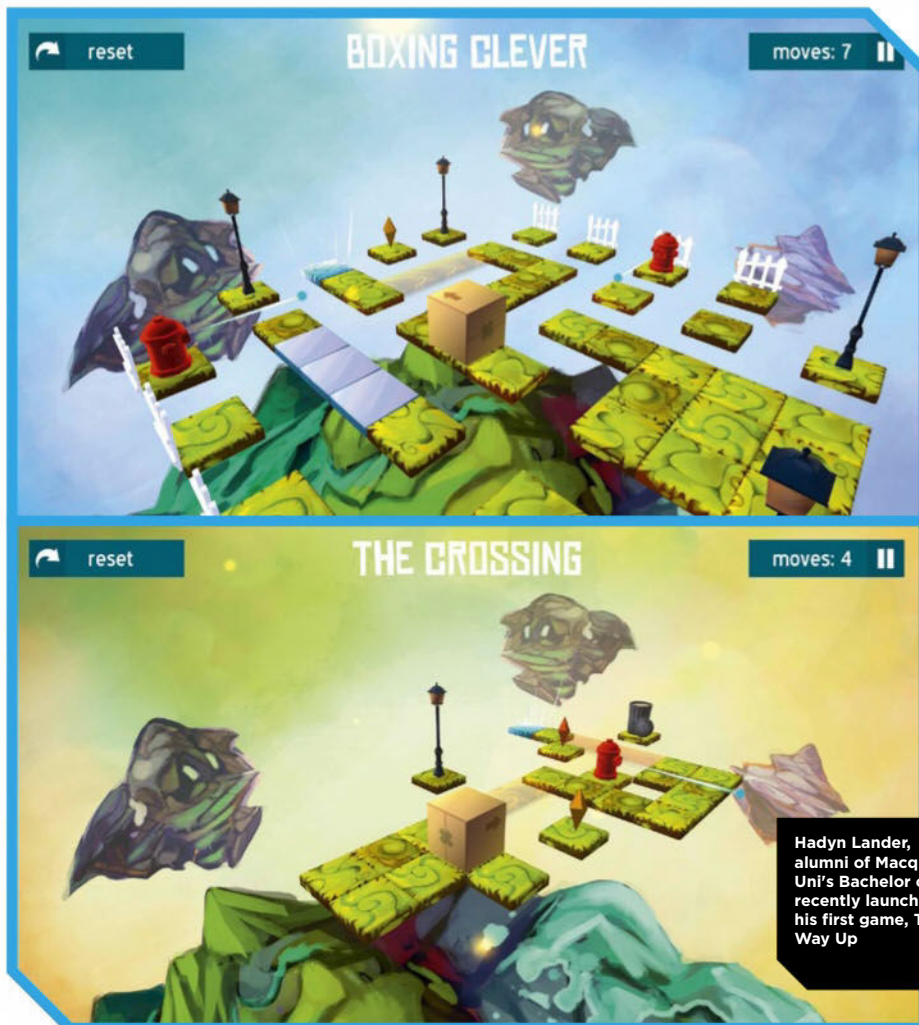 reset
BOXING CLEVER
moves: 7
reset
THE CROSSING
moves: 4
Hadyn Lander,
alumni of Macq
Uni's Bachelor
recently launch
his first game, T
Way Up